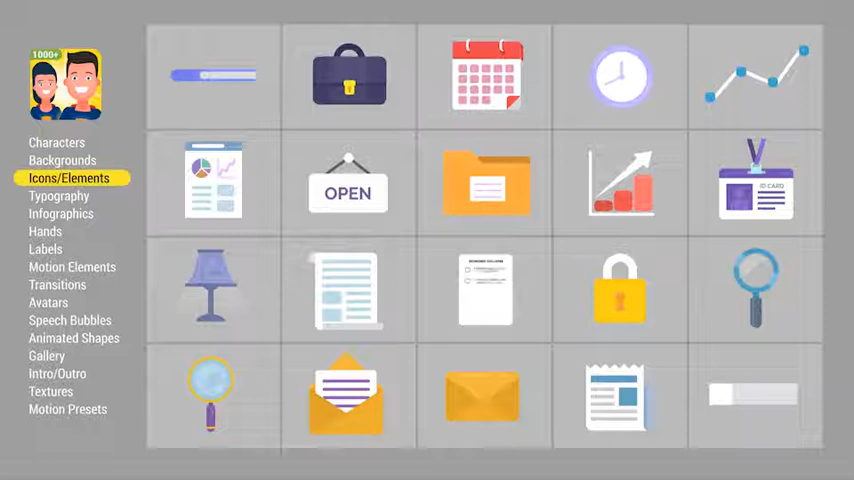 1000+
Characters
Backgrounds
Icons/Elements
Typography
Infographics
Hands
Labels
Motion Elements
Transitions
Avatars
Speech Bubbles
Animated Shapes
Gallery
Intro/Outro
Textures
Motion Presets
OPEN
ID CARD